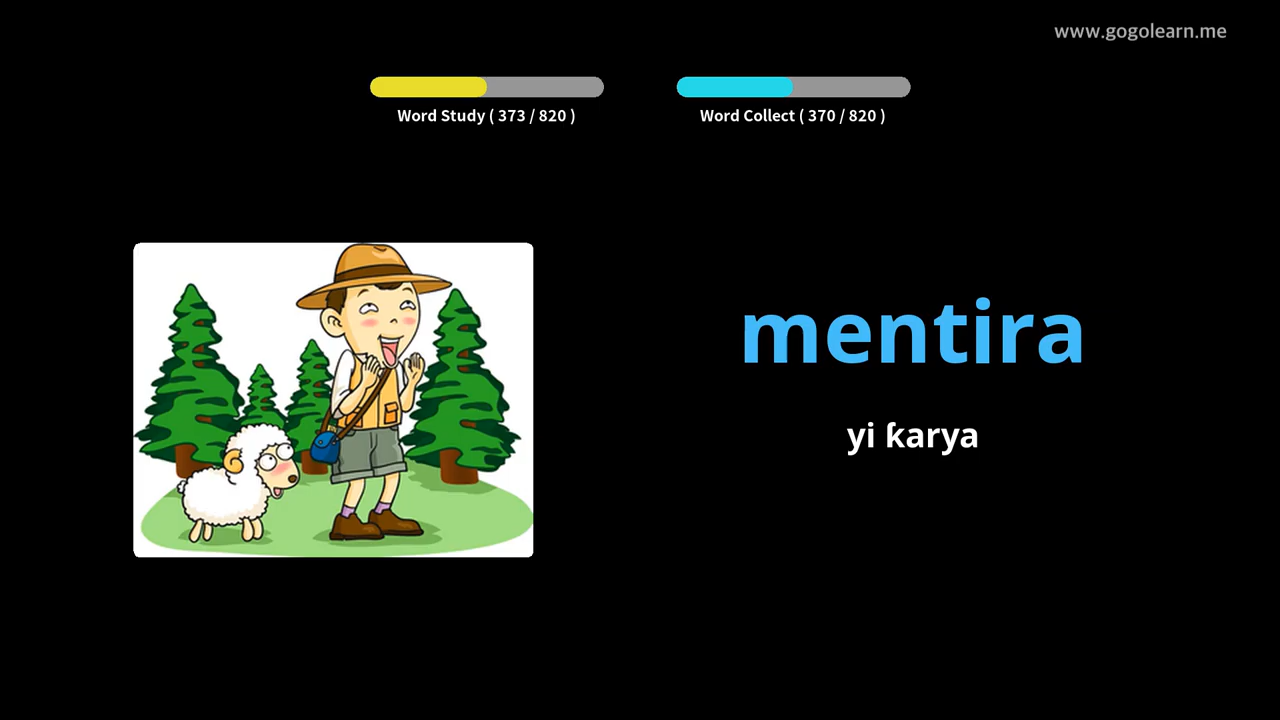 www.gogolearn.me
Word Study ( 373 / 820 )
Word Collect ( 370 / 820 )
mentira
yi ƙarya